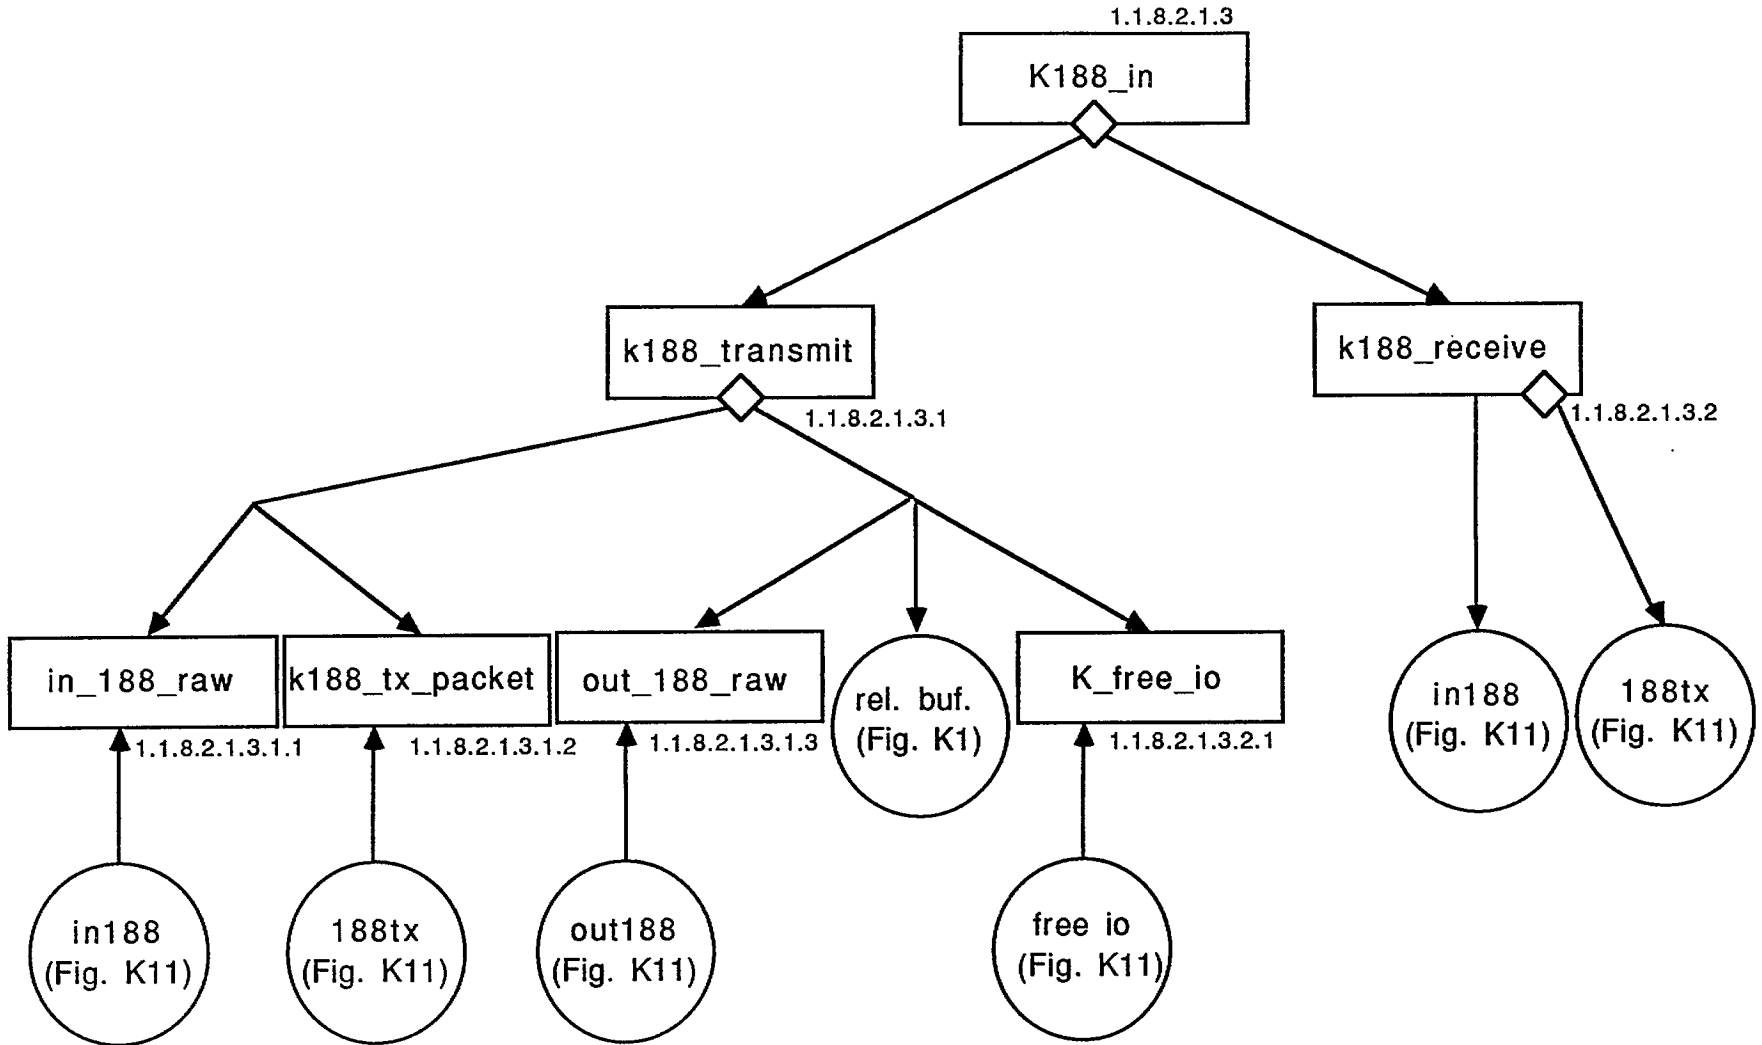 1.1.8.2.1.3
K188_in
k188_transmit
1.1.8.2.1.3.1
k188_receive
1.1.8.2.1.3.2
in_188_raw
1.1.8.2.1.3.1.1
k188_tx_packet
1.1.8.2.1.3.1.2
out_188_raw
1.1.8.2.1.3.1.3
rel. buf.
(Fig. K1)
K_free_io
1.1.8.2.1.3.2.1
in188
(Fig. K11)
188tx
(Fig. K11)
in188
(Fig. K11)
188tx
(Fig. K11)
out188
(Fig. K11)
free io
(Fig. K11)